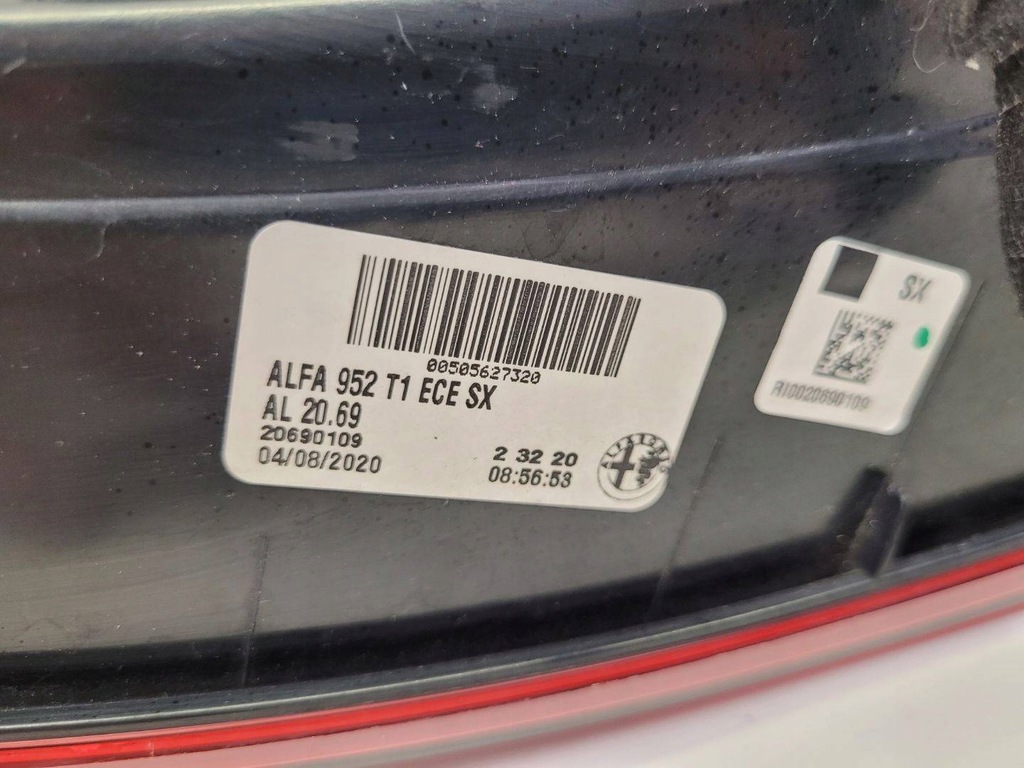 00505627320
ALFA 952 T1 ECE SX
AL 20.69
20690109
04/08/2020
2 32 20
08:56:53
SX
RI0020690109